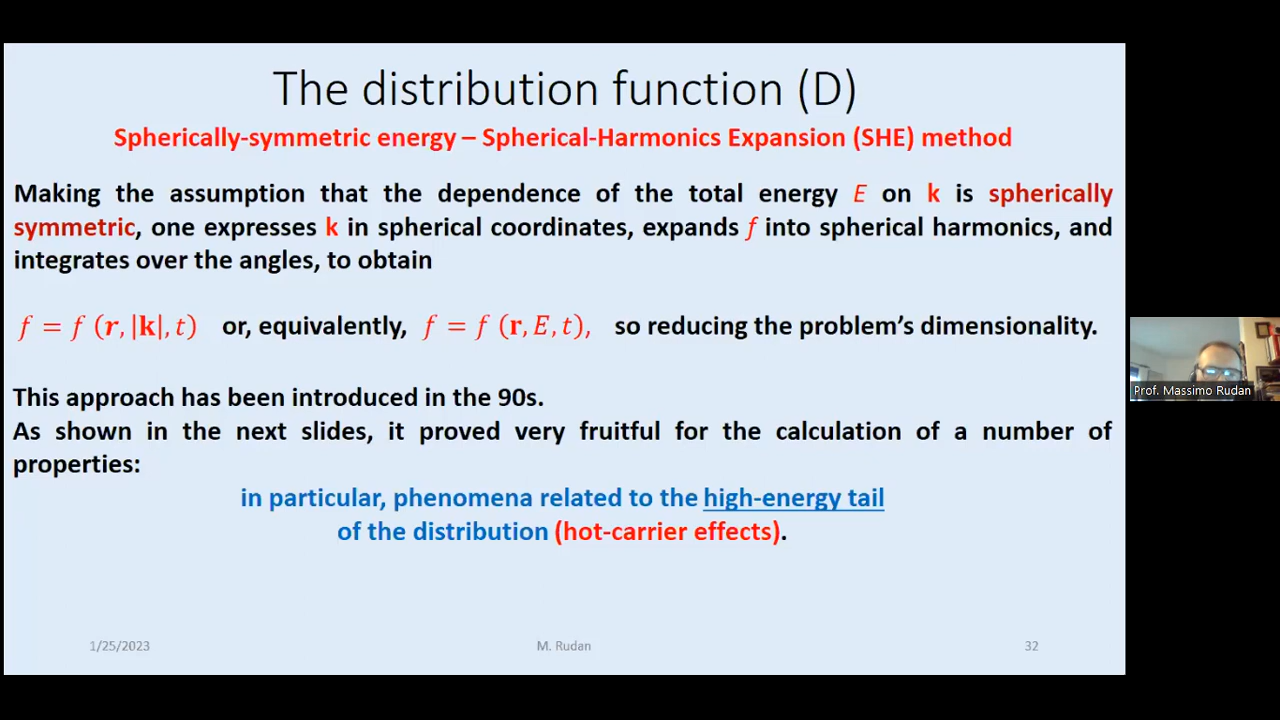 The distribution function (D)
Spherically-symmetric energy – Spherical-Harmonics Expansion (SHE) method
Making the assumption that the dependence of the total energy E on k is spherically
symmetric, one expresses k in spherical coordinates, expands f into spherical harmonics, and
integrates over the angles, to obtain
f = f (r, |k|, t) or, equivalently, f = f (r, E, t), so reducing the problem's dimensionality.
This approach has been introduced in the 90s.
As shown in the next slides, it proved very fruitful for the calculation of a number of
properties:
in particular, phenomena related to the high-energy tail
of the distribution (hot-carrier effects).
1/25/2023 M. Rudan 32
Prof. Massimo Rudan